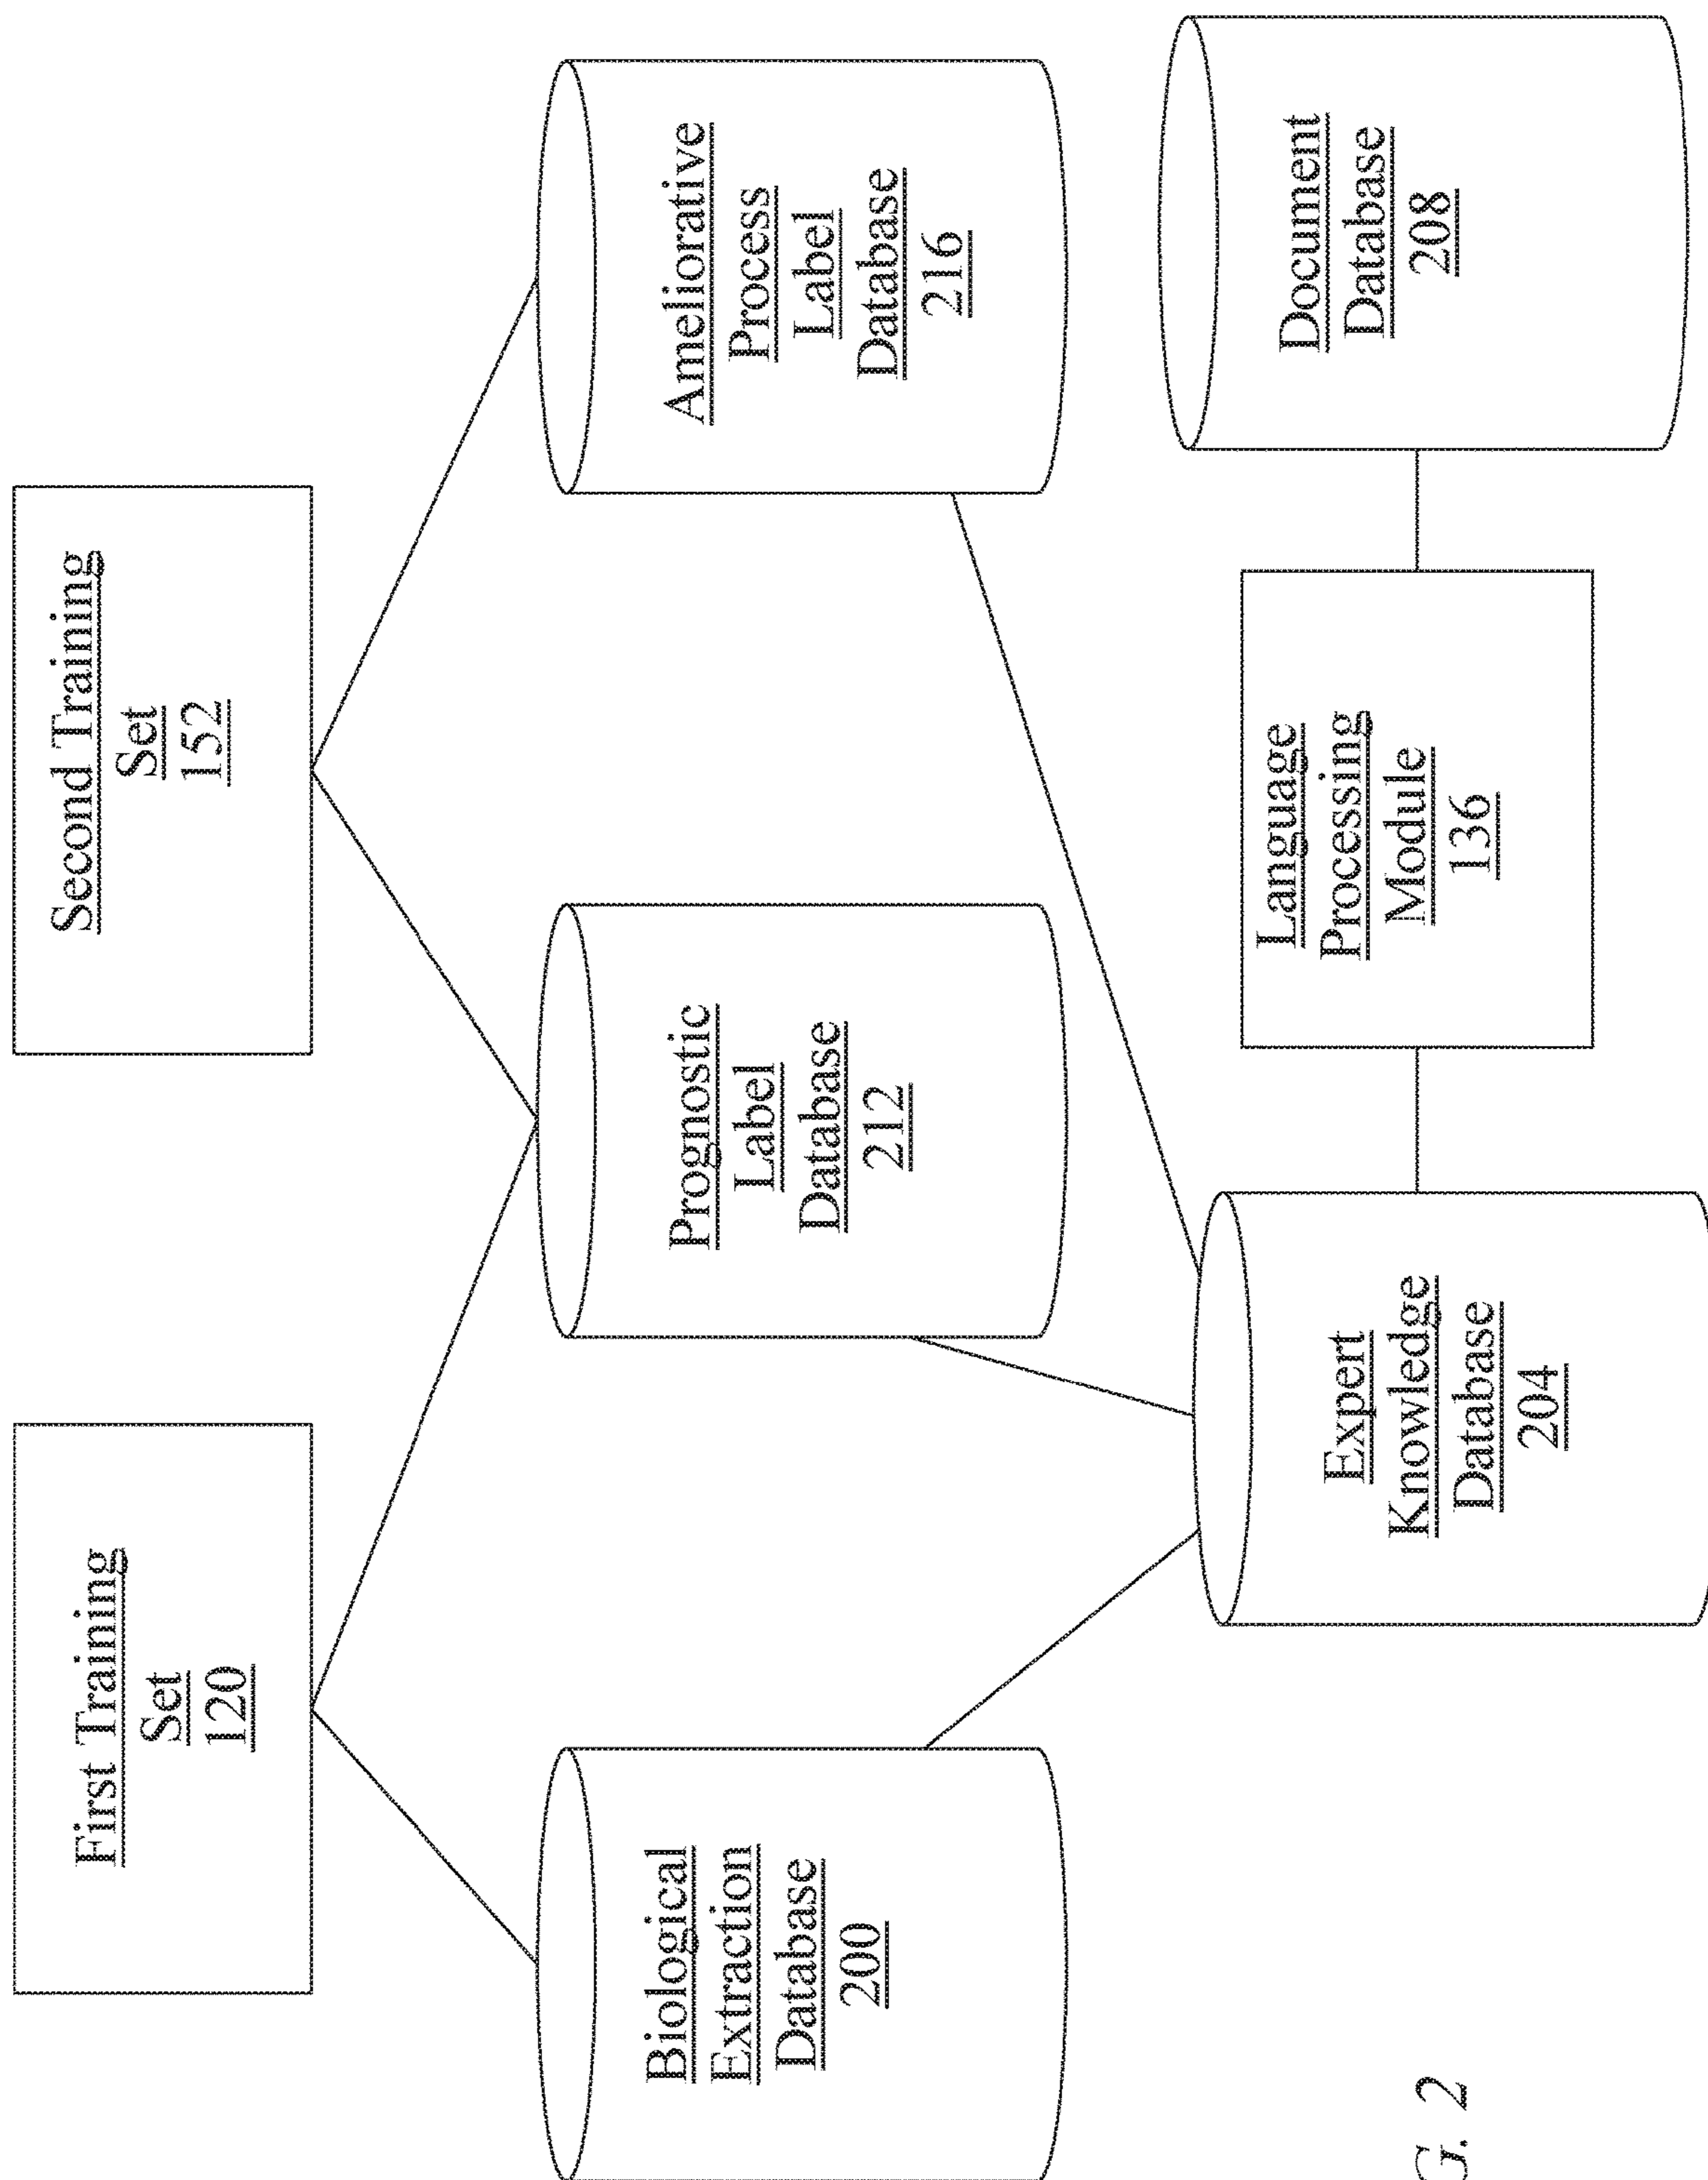 First Training
Set
120
Second Training
Set
152
Biological
Extraction
Database
200
Prognostic
Label
Database
212
Ameliorative
Process
Label
Database
216
Expert
Knowledge
Database
204
Language
Processing
Module
136
Document
Database
208
G. 2